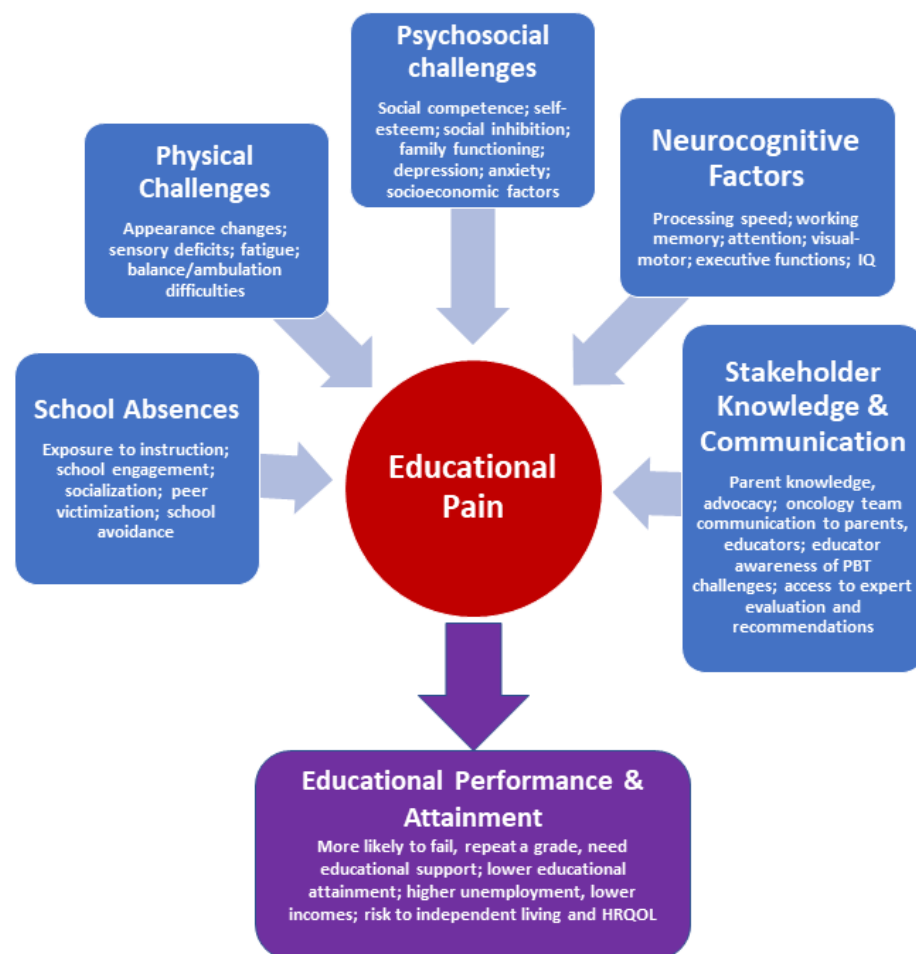 Psychosocial
challenges
Social competence; self-
esteem; social inhibition;
family functioning;
depression; anxiety;
socioeconomic factors
Physical
Challenges
Appearance changes;
sensory deficits; fatigue;
balance/ambulation
difficulties
Neurocognitive
Factors
Processing speed; working
memory; attention; visual-
motor; executive functions; IQ
School Absences
Exposure to instruction;
school engagement;
socialization; peer
victimization; school
avoidance
Educational
Pain
Stakeholder
Knowledge &
Communication
Parent knowledge,
advocacy; oncology team
communication to parents,
educators; educator
awareness of PBT
challenges; access to expert
evaluation and
recommendations
Educational Performance &
Attainment
More likely to fail, repeat a grade, need
educational support; lower educational
attainment; higher unemployment, lower
incomes; risk to independent living and HRQOL